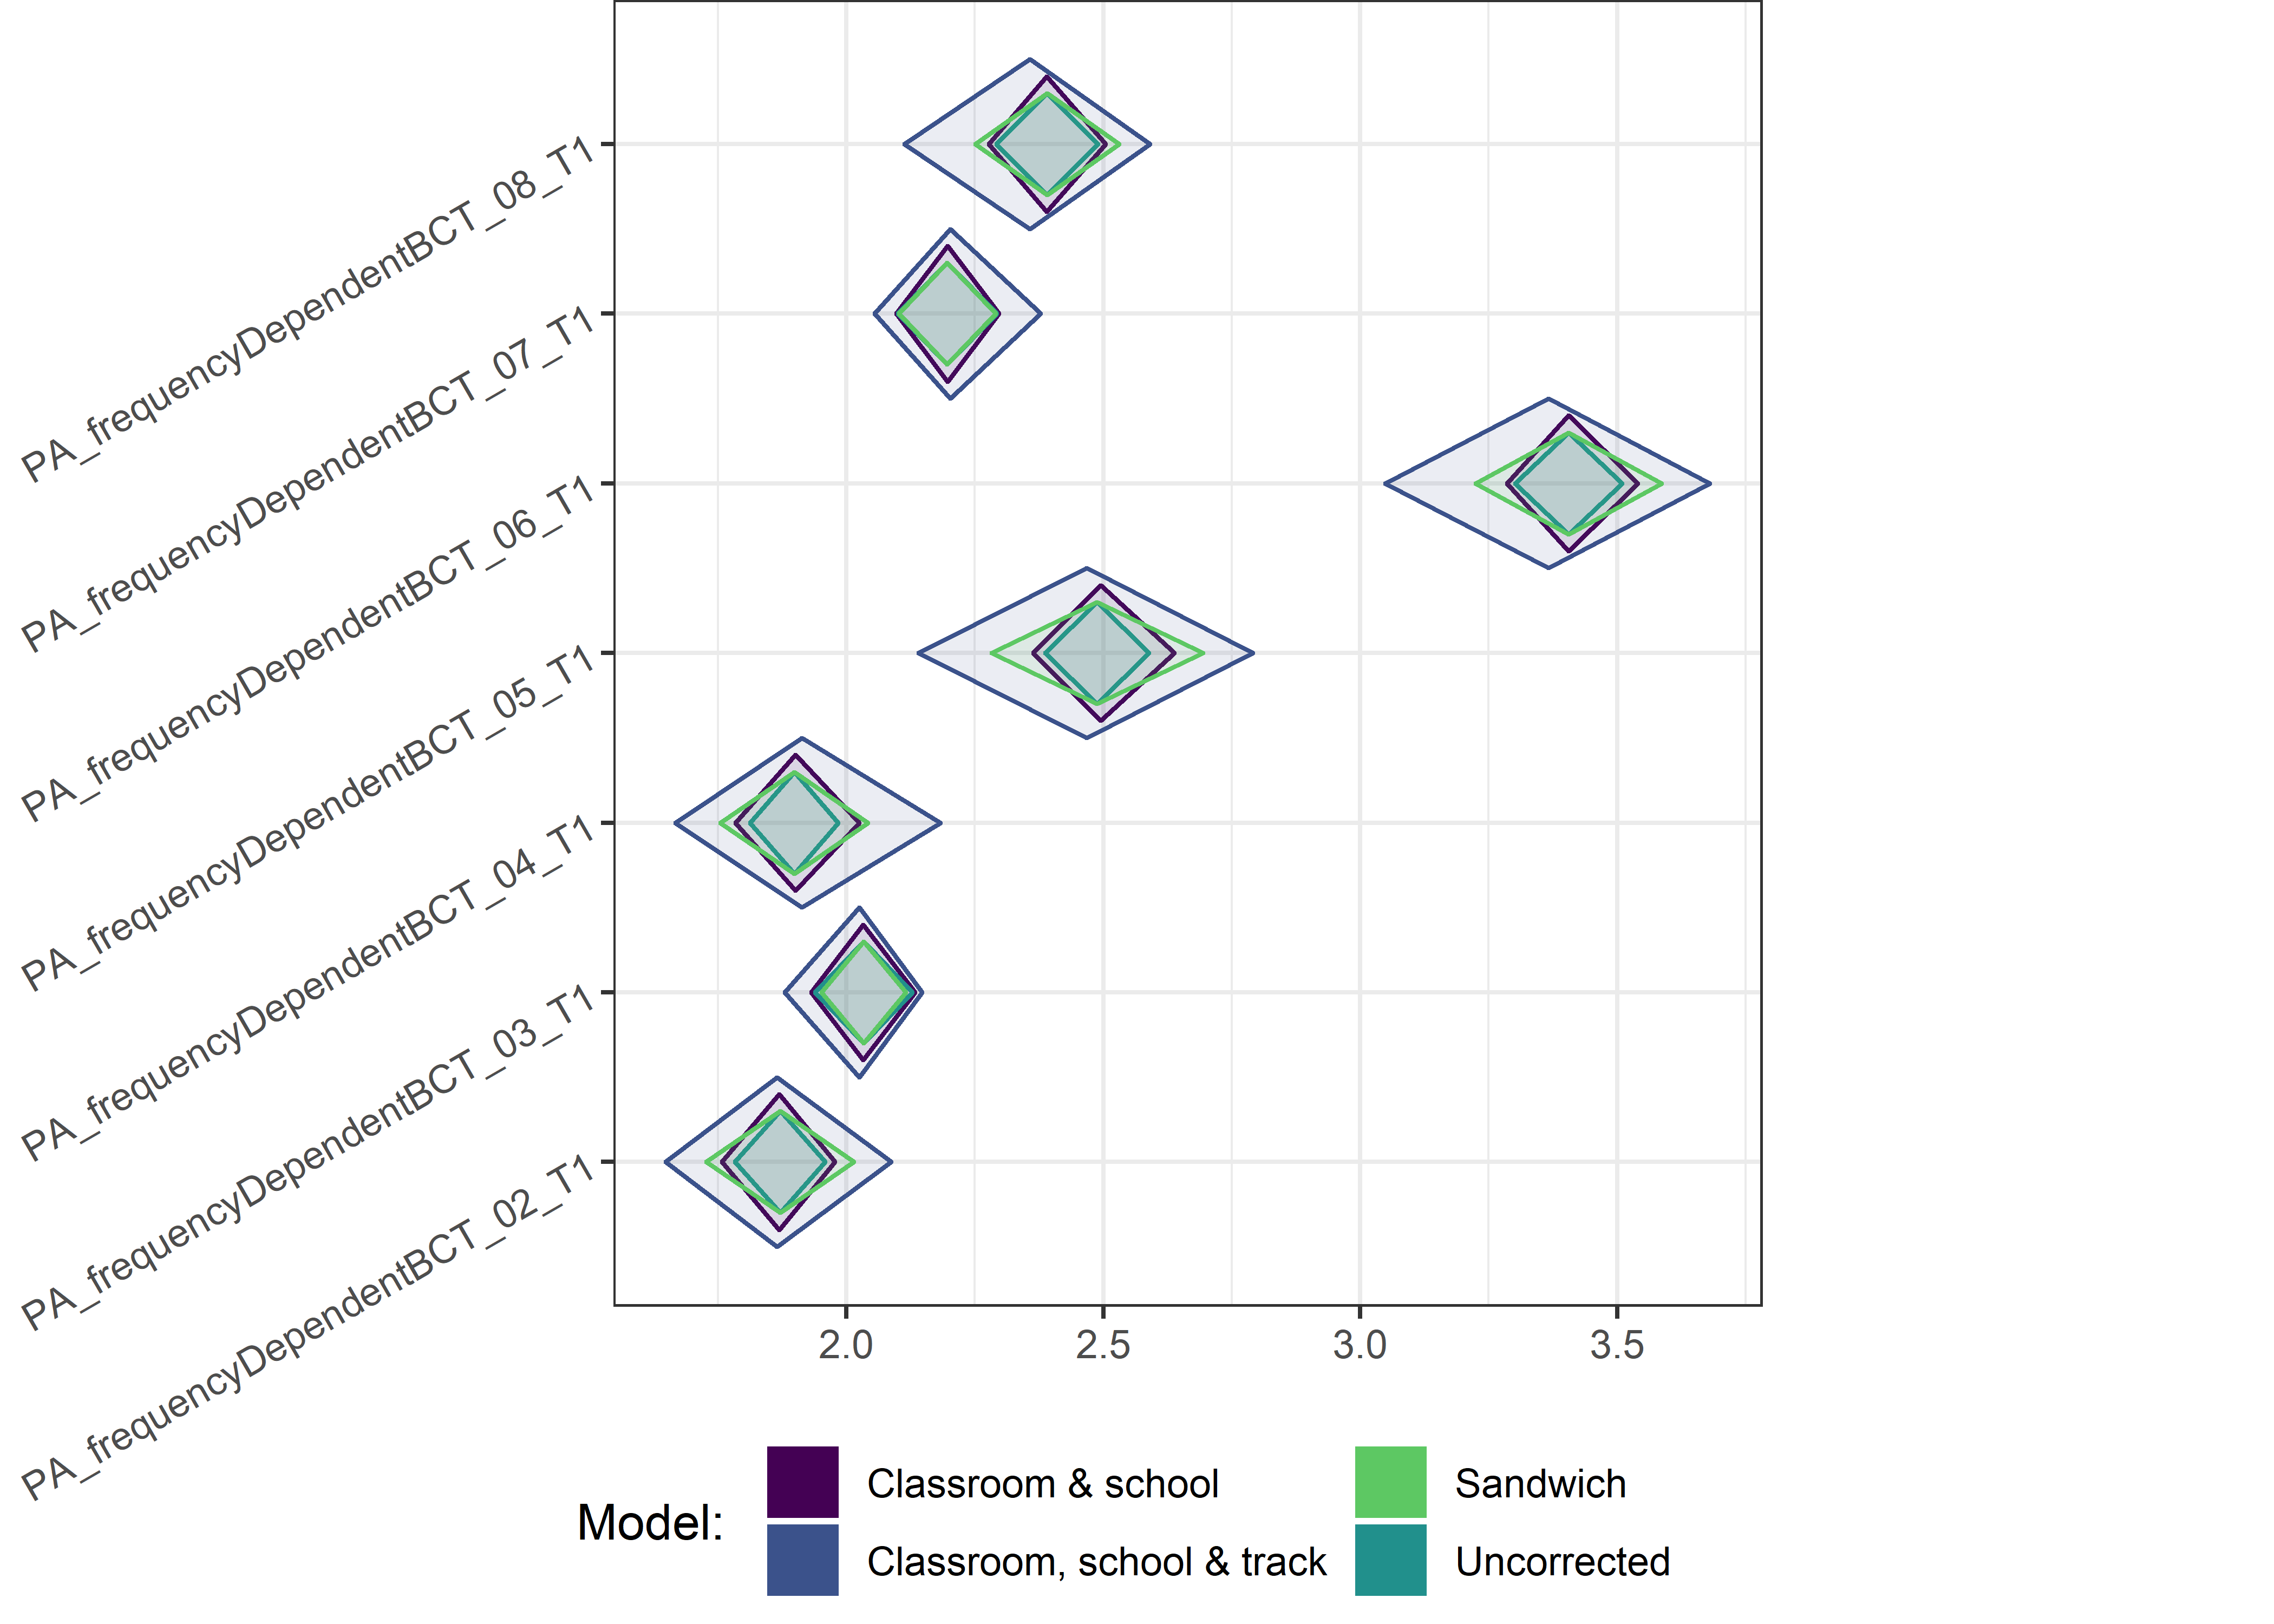 PA_frequencyDependentBCT_08_T1
PA_frequencyDependentBCT_07_T1
PA_frequencyDependentBCT_06_T1
PA_frequencyDependentBCT_05_T1
PA_frequencyDependentBCT_04_T1
PA_frequencyDependentBCT_03_T1
PA_frequencyDependentBCT_02_T1
2.0 2.5 3.0 3.5
Model:
Classroom & school
Classroom, school & track
Sandwich
Uncorrected